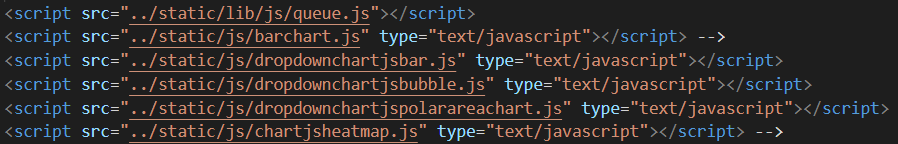 <script src="../static/lib/js/queue.js"></script>
<script src="../static/js/barchart.js" type="text/javascript"></script> -->
<script src="../static/js/dropdownchartjsbar.js" type="text/javascript"></script>
<script src="../static/js/dropdownchartjsbubble.js" type="text/javascript"></script>
<script src="../static/js/dropdownchartjspolarareachart.js" type="text/javascript"></script>
<script src="../static/js/chartjsheatmap.js" type="text/javascript"></script> -->